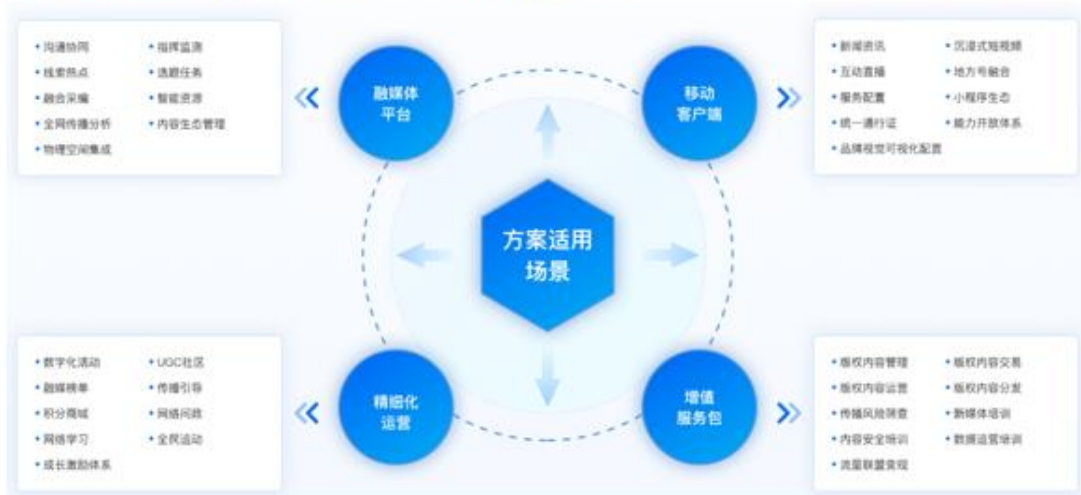 沟通协同
指挥监测
线索热点
选题任务
融合采编
智能资源
全网传播分析
内容生态管理
物理空间集成
融媒体
平台
移动
客户端
新闻资讯
沉浸式短视频
互动直播
地方号融合
服务配置
小程序生态
统一通行证
能力开放体系
品牌视觉可视化配置
方案适用
场景
数字化活动
UGC社区
融媒榜单
传播引导
积分商城
网络问政
网络学习
全民运动
成长激励体系
精细化
运营
增值
服务包
版权内容管理
版权内容交易
版权内容运营
版权内容分发
传播风险筛查
新媒体培训
内容安全培训
数据运营培训
流量联盟变现